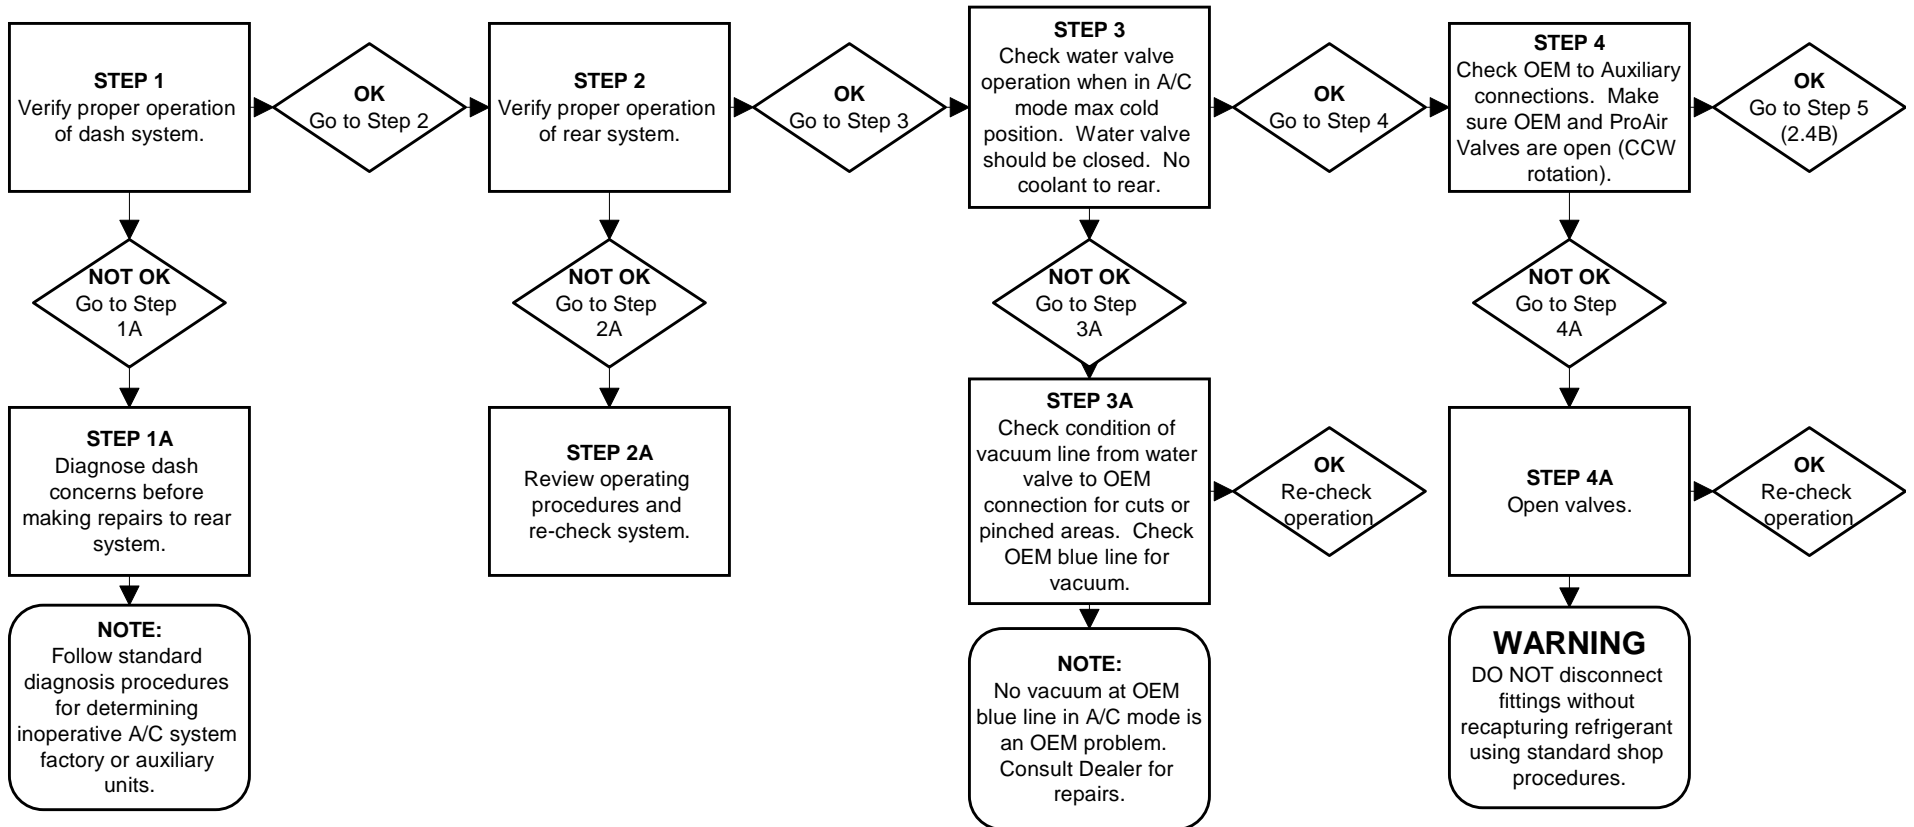 STEP 1
Verify proper operation
of dash system.
OK
Go to Step 2
STEP 2
Verify proper operation
of rear system.
OK
Go to Step 3
STEP 3
Check water valve
operation when in A/C
mode max cold
position.  Water valve
should be closed.  No
coolant to rear.
OK
Go to Step 4
STEP 4
Check OEM to Auxiliary
connections.  Make
sure OEM and ProAir
Valves are open (CCW
rotation).
OK
Go to Step 5
(2.4B)
NOT OK
Go to Step
1A
NOT OK
Go to Step
2A
NOT OK
Go to Step
3A
NOT OK
Go to Step
4A
STEP 1A
Diagnose dash
concerns before
making repairs to rear
system.
STEP 2A
Review operating
procedures and
re-check system.
STEP 3A
Check condition of
vacuum line from water
valve to OEM
connection for cuts or
pinched areas.  Check
OEM blue line for
vacuum.
OK
Re-check
operation
STEP 4A
Open valves.
OK
Re-check
operation
NOTE:
Follow standard
diagnosis procedures
for determining
inoperative A/C system
factory or auxiliary
units.
NOTE:
No vacuum at OEM
blue line in A/C mode is
an OEM problem.
Consult Dealer for
repairs.
WARNING
DO NOT disconnect
fittings without
recapturing refrigerant
using standard shop
procedures.